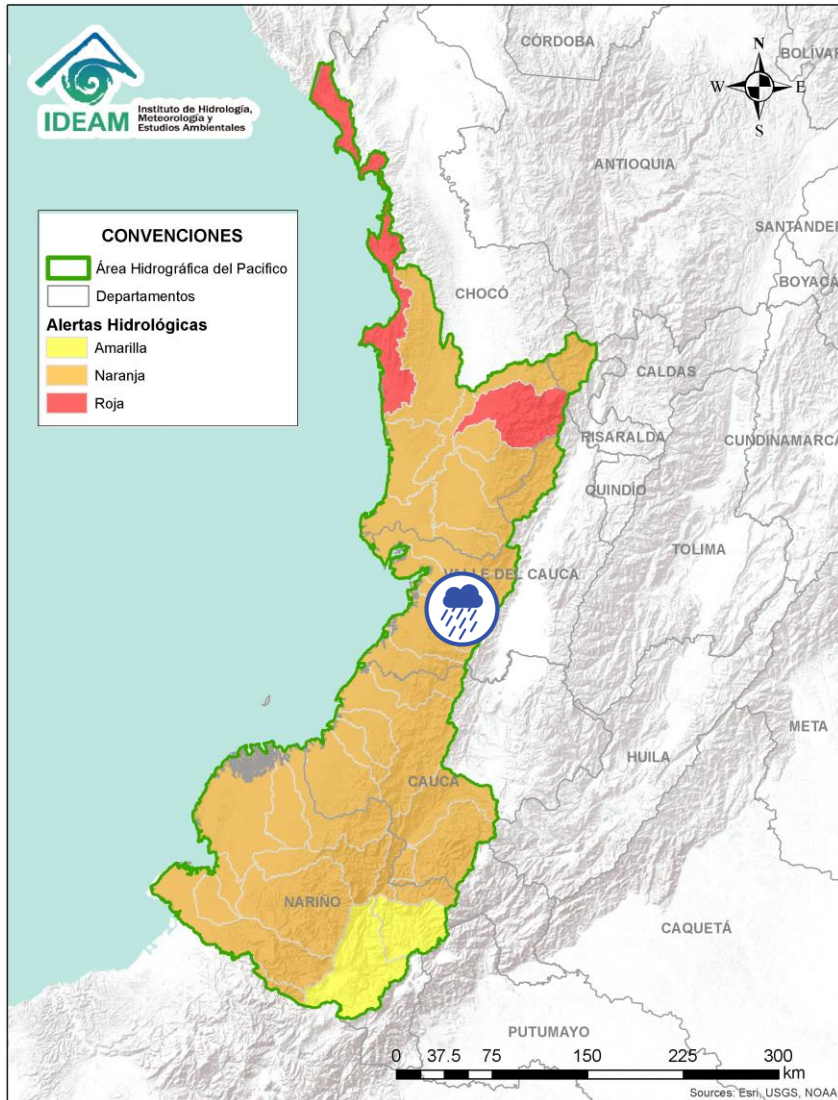 IDEAM
Instituto de Hidrología,
Meteorología y
Estudios Ambientales
CONVENCIONES
Área Hidrográfica del Pacifico
Departamentos
Alertas Hidrológicas
Amarilla
Naranja
Roja
N
W E
S
CÓRDOBA
BOLÍVAR
ANTIOQUIA
SANTANDER
BOYACÁ
CHOCÓ
CALDAS
RISARALDA
CUNDINAMARCA
QUINDÍO
TOLIMA
VALLE DEL CAUCA
META
HUILA
CAUCA
NARIÑO
CAQUETÁ
PUTUMAYO
0 37.5 75 150 225 300
km
Sources: Esri, USGS, NOAA